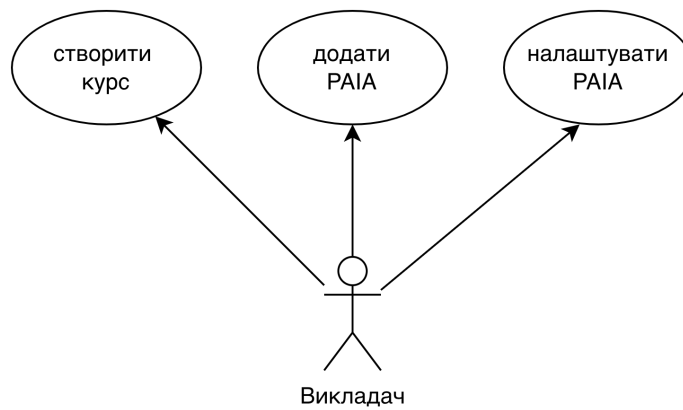 створити
курс
додати
PAIA
налаштувати
PAIA
Викладач